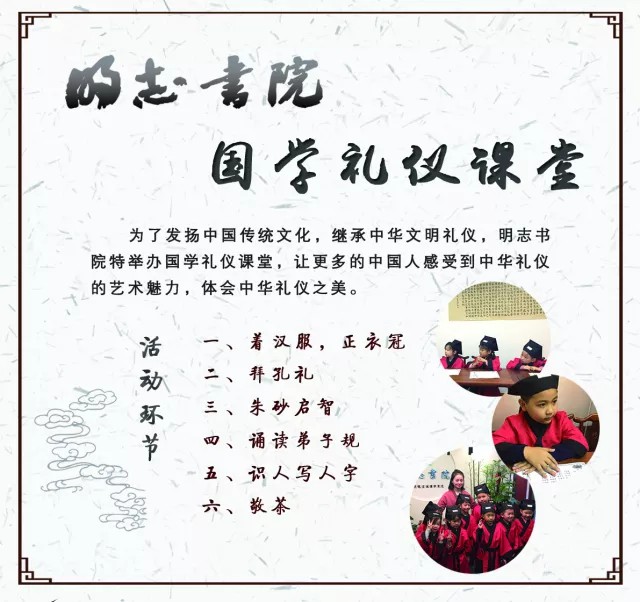 明志书院
国学礼仪课堂
为了发扬中国传统文化，继承中华文明礼仪，明志书
院特举办国学礼仪课堂，让更多的中国人感受到中华礼仪
的艺术魅力，体会中华礼仪之美。
活动环节
一、着汉服，正衣冠
二、拜孔礼
三、朱砂启智
四、诵读弟子规
五、识人写人字
六、敬茶
志书院